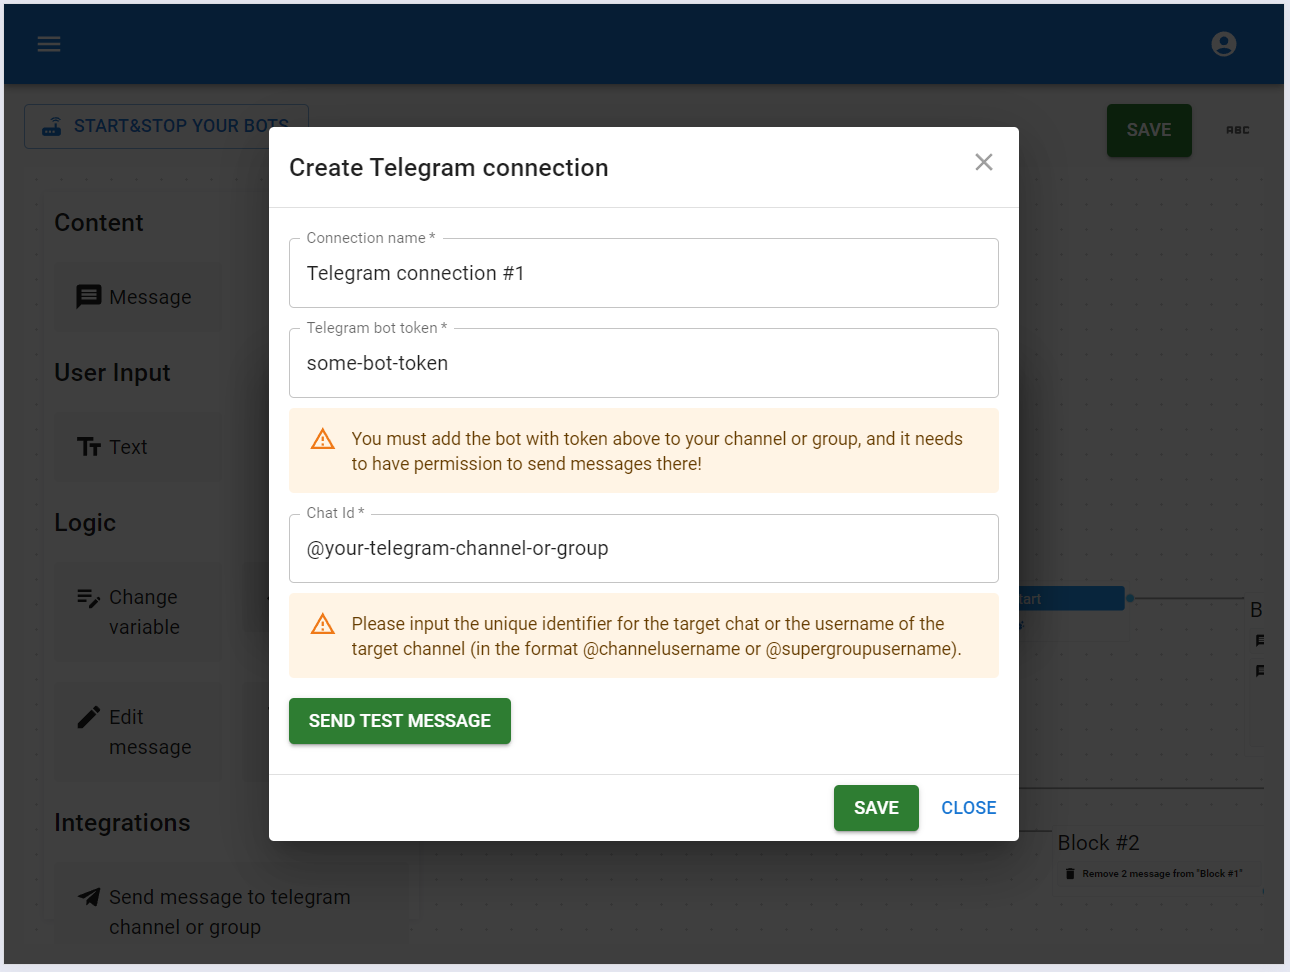 START&STOP YOUR BOTS
SAVE
ABC
Create Telegram connection
Content
Connection name *
Telegram connection #1
Message
Telegram bot token *
some-bot-token
User Input
You must add the bot with token above to your channel or group, and it needs
to have permission to send messages there!
Text
Chat Id *
@your-telegram-channel-or-group
Logic
Change
variable
Please input the unique identifier for the target chat or the username of the
target channel (in the format @channelusername or @supergroupusername).
tart
B
Edit
message
SEND TEST MESSAGE
SAVE
CLOSE
Integrations
Block #2
Remove 2 message from "Block #1"
Send message to telegram
channel or group